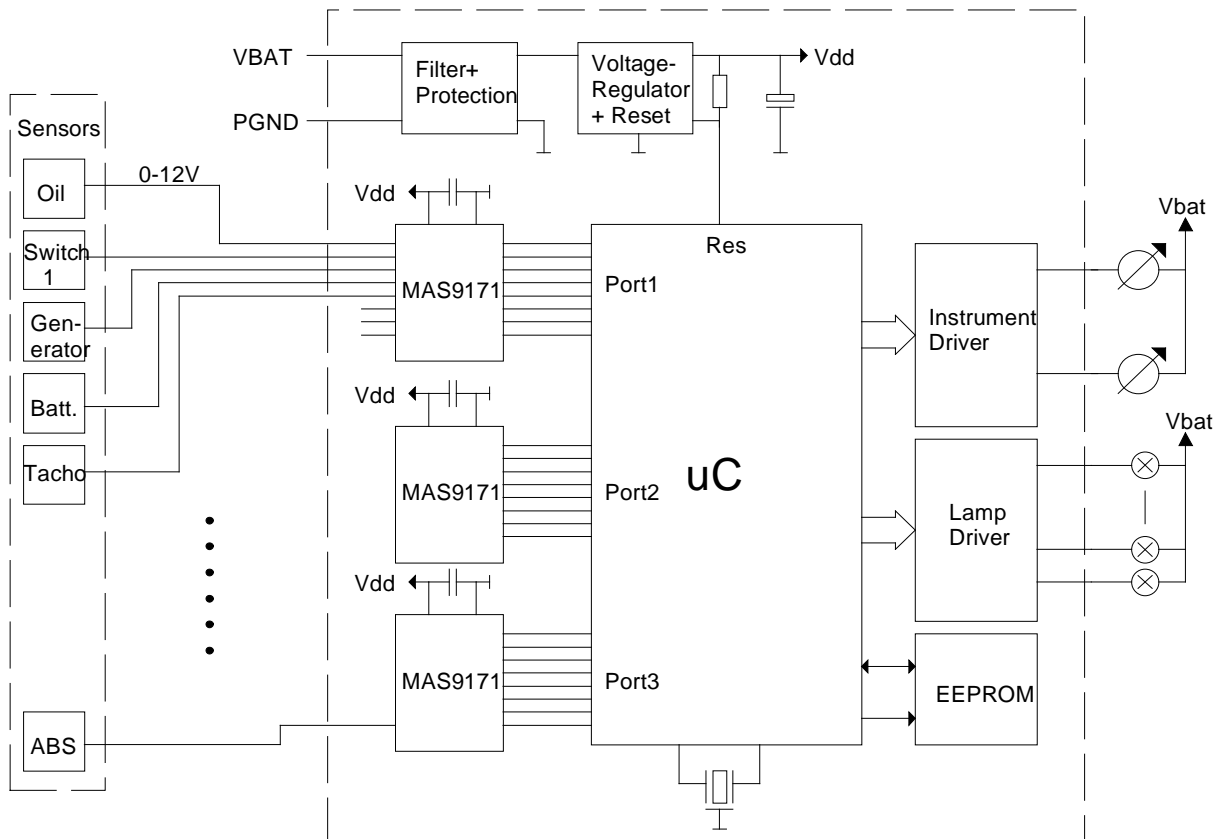 VBAT
PGND
Filter+
Protection
Voltage-
Regulator
+ Reset
Vdd
Sensors
Oil
0-12V
Switch
1
Gen-
erator
Batt.
Tacho
ABS
Vdd
MAS9171
Port1
Vdd
MAS9171
Port2
Vdd
MAS9171
Port3
Res
uC
Instrument
Driver
Lamp
Driver
EEPROM
Vbat
Vbat